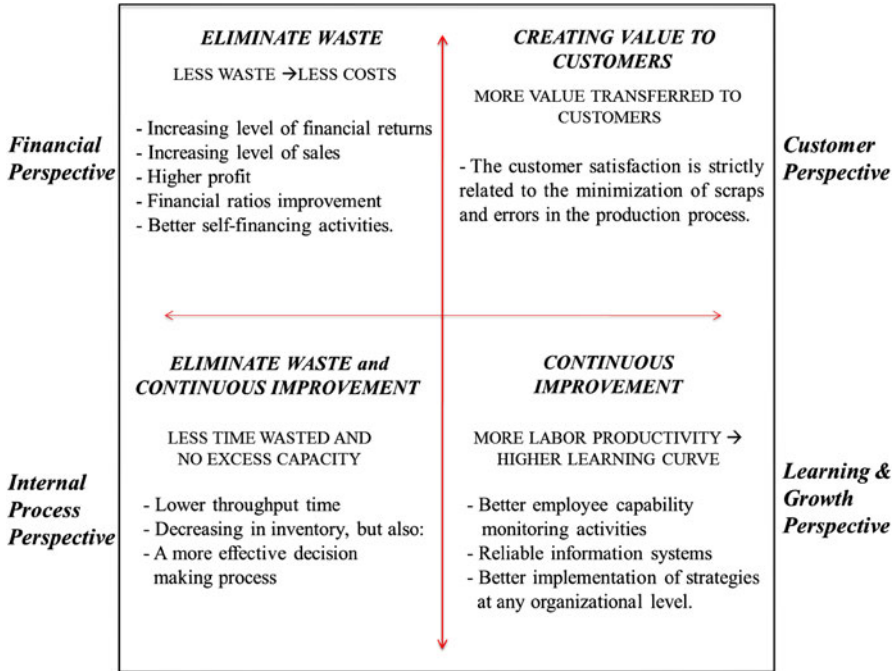 ELIMINATE WASTE
LESS WASTE →LESS COSTS
Financial
Perspective
- Increasing level of financial returns
- Increasing level of sales
- Higher profit
- Financial ratios improvement
- Better self-financing activities.
CREATING VALUE TO
CUSTOMERS
MORE VALUE TRANSFERRED TO
CUSTOMERS
- The customer satisfaction is strictly
related to the minimization of scraps
and errors in the production process.
Customer
Perspective
ELIMINATE WASTE and
CONTINUOUS IMPROVEMENT
LESS TIME WASTED AND
NO EXCESS CAPACITY
Internal
Process
Perspective
- Lower throughput time
- Decreasing in inventory, but also:
- A more effective decision
making process
CONTINUOUS
IMPROVEMENT
MORE LABOR PRODUCTIVITY →
HIGHER LEARNING CURVE
- Better employee capability
monitoring activities
- Reliable information systems
- Better implementation of strategies
at any organizational level.
Learning &
Growth
Perspective